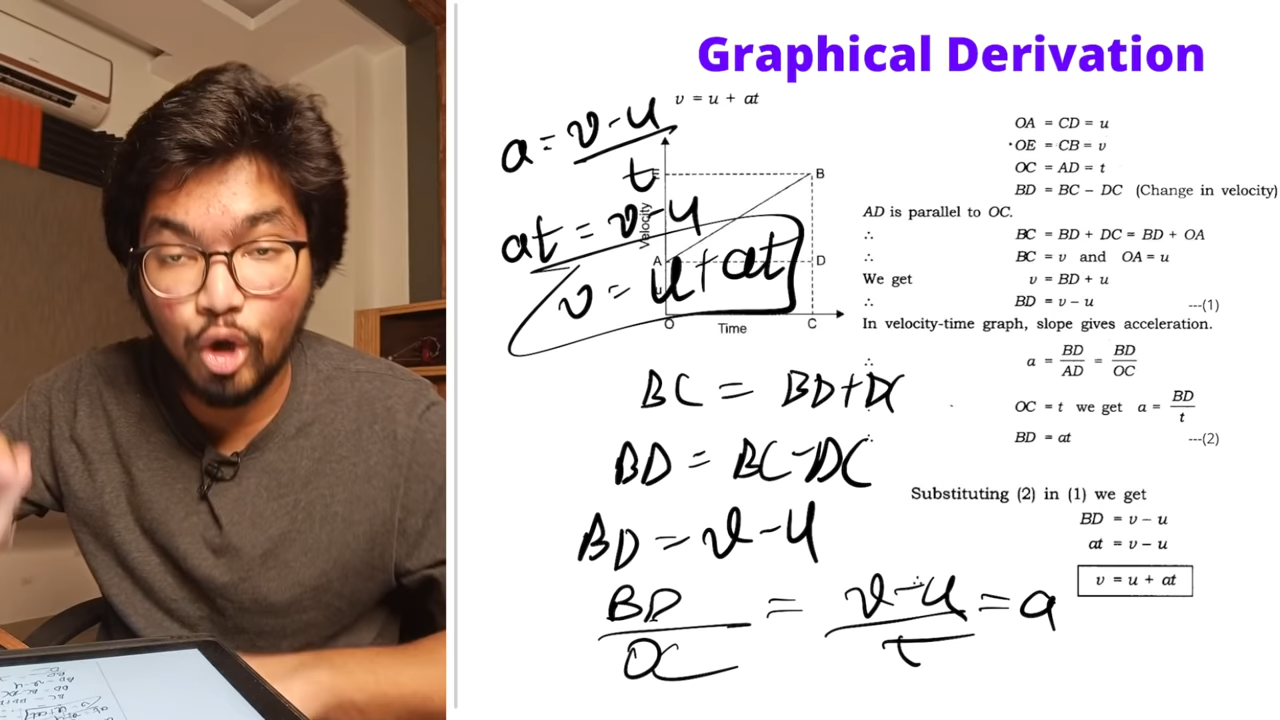 Graphical Derivation
υ = u + at
a = v-u
t
at = v-u
v = u+at
E
B
Velocity
A
D
u
O
Time
C
BC = BD+DC
BD = BC-DC
BD = v-u
BD = v-u = a
OC t
OA = CD = u
·OE = CB = υ
OC = AD = t
BD = BC − DC (Change in velocity)
AD is parallel to OC.
∴ BC = BD + DC = BD + OA
∴ BC = υ and OA = u
We get υ = BD + u
∴ BD = υ − u ---(1)
In velocity-time graph, slope gives acceleration.
∴ a = BD/AD = BD/OC
OC = t we get a = BD/t
∴ BD = at ---(2)
Substituting (2) in (1) we get
BD = υ − u
at = υ − u
∴ υ = u + at